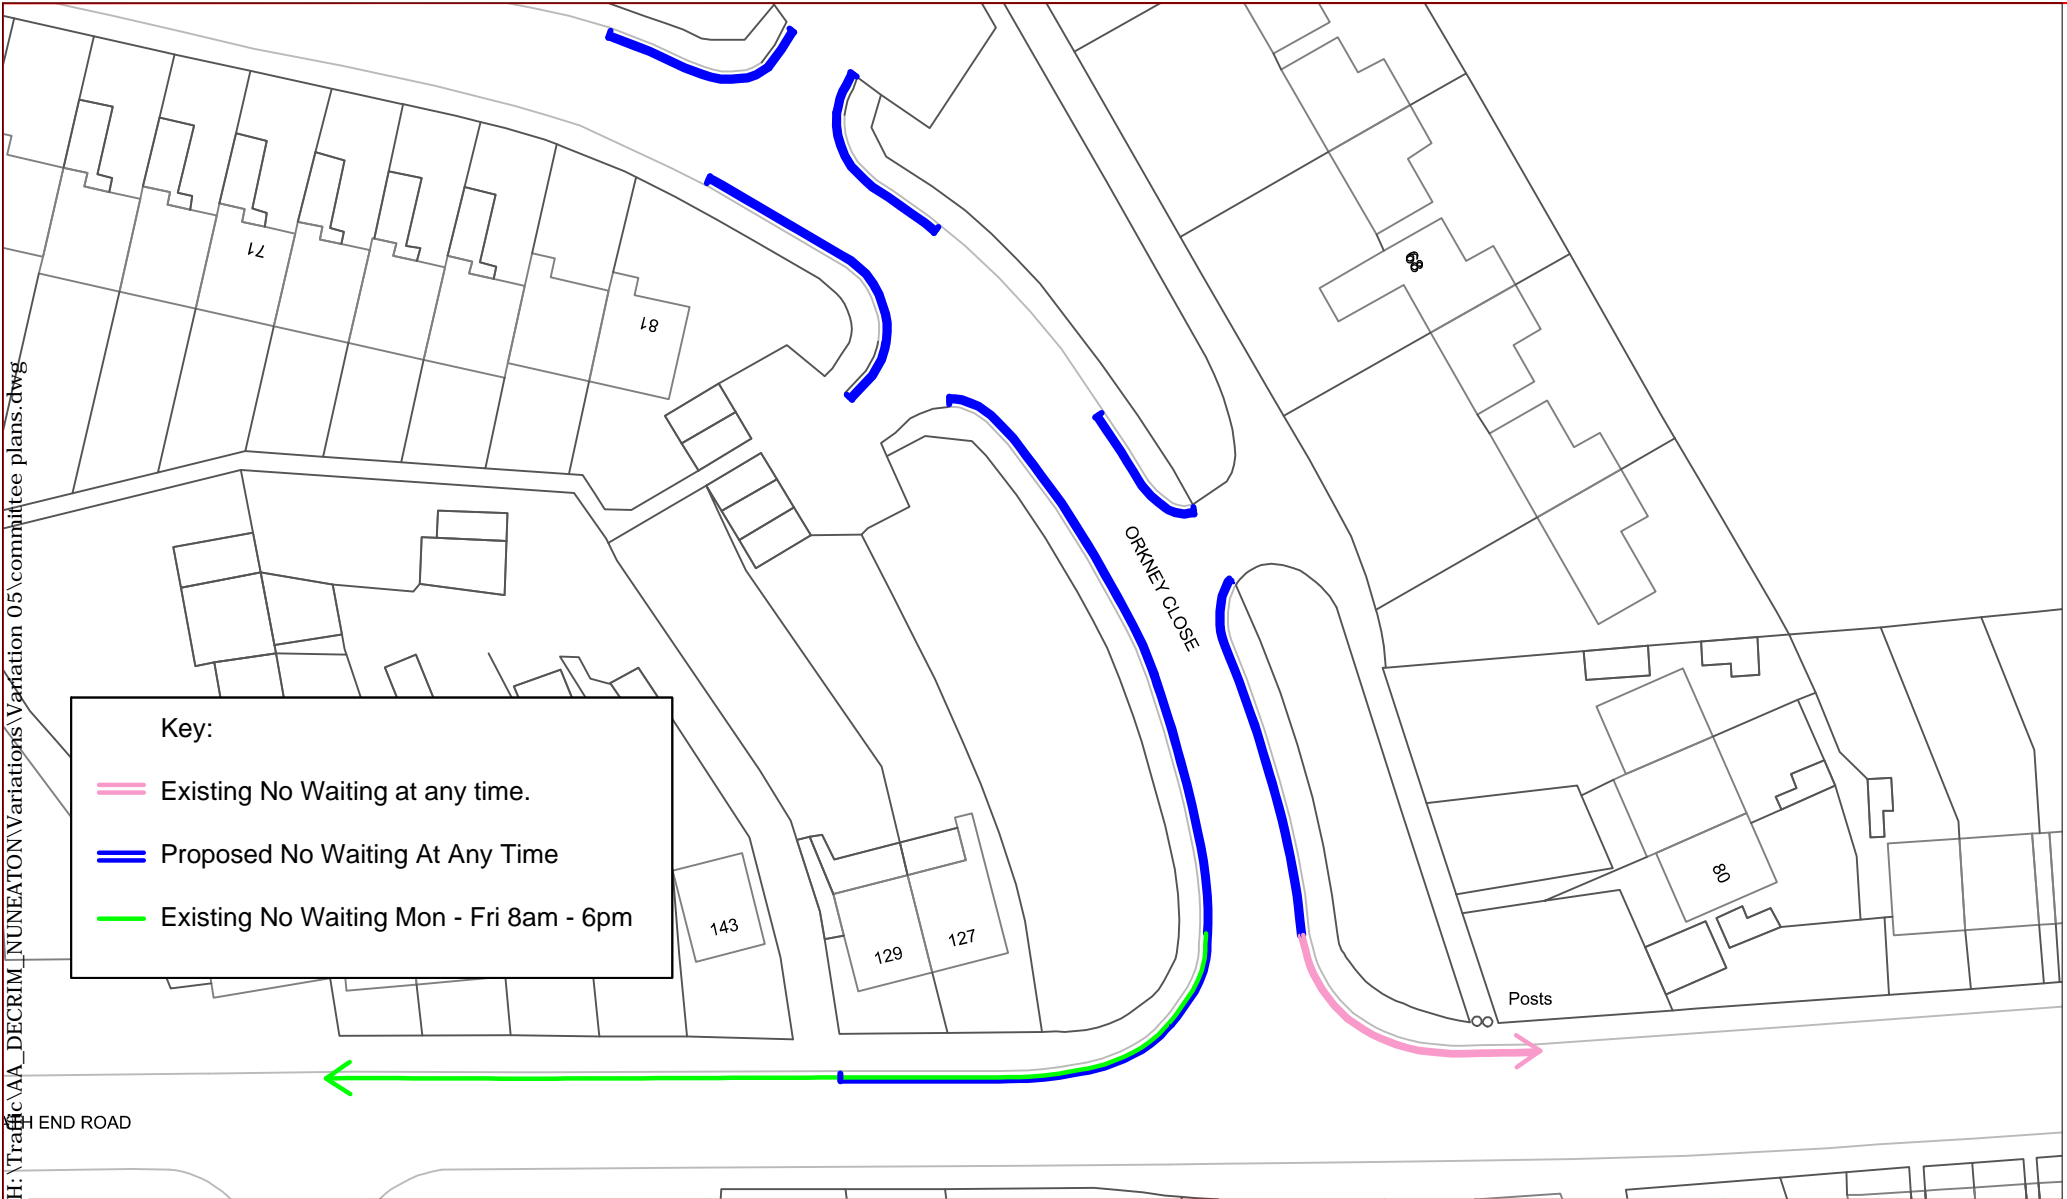 71
81
68
ORKNEY CLOSE
Key:
Existing No Waiting at any time.
Proposed No Waiting At Any Time
Existing No Waiting Mon - Fri 8am - 6pm
143
129
127
80
Posts
END ROAD
H:\Traffic\AA_DECRIM_NUNEATON\Variations\Variation 05\committee plans.dwg